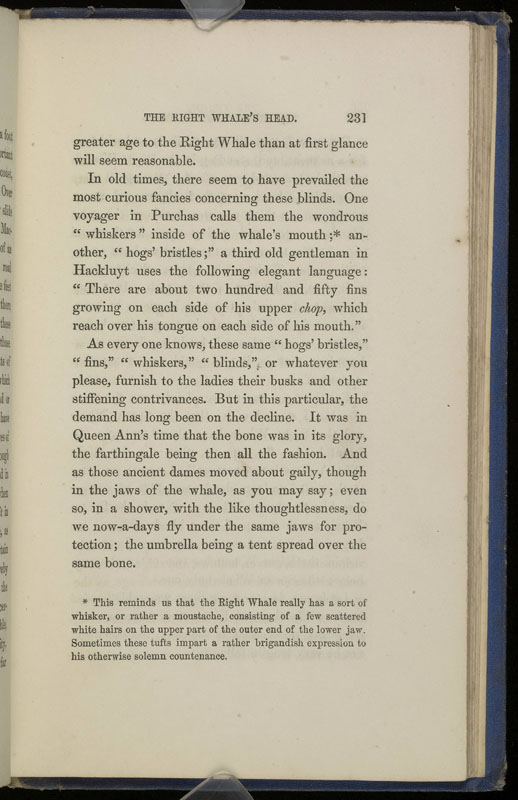 THE RIGHT WHALE'S HEAD. 231
greater age to the Right Whale than at first glance
will seem reasonable.
In old times, there seem to have prevailed the
most curious fancies concerning these blinds. One
voyager in Purchas calls them the wondrous
“ whiskers ” inside of the whale's mouth ;* an-
other, “ hogs' bristles ;” a third old gentleman in
Hackluyt uses the following elegant language :
“ There are about two hundred and fifty fins
growing on each side of his upper chop, which
reach over his tongue on each side of his mouth.”
As every one knows, these same “ hogs' bristles,”
“ fins,” “ whiskers,” “ blinds,” or whatever you
please, furnish to the ladies their busks and other
stiffening contrivances. But in this particular, the
demand has long been on the decline. It was in
Queen Ann's time that the bone was in its glory,
the farthingale being then all the fashion. And
as those ancient dames moved about gaily, though
in the jaws of the whale, as you may say ; even
so, in a shower, with the like thoughtlessness, do
we now-a-days fly under the same jaws for pro-
tection ; the umbrella being a tent spread over the
same bone.
* This reminds us that the Right Whale really has a sort of
whisker, or rather a moustache, consisting of a few scattered
white hairs on the upper part of the outer end of the lower jaw.
Sometimes these tufts impart a rather brigandish expression to
his otherwise solemn countenance.